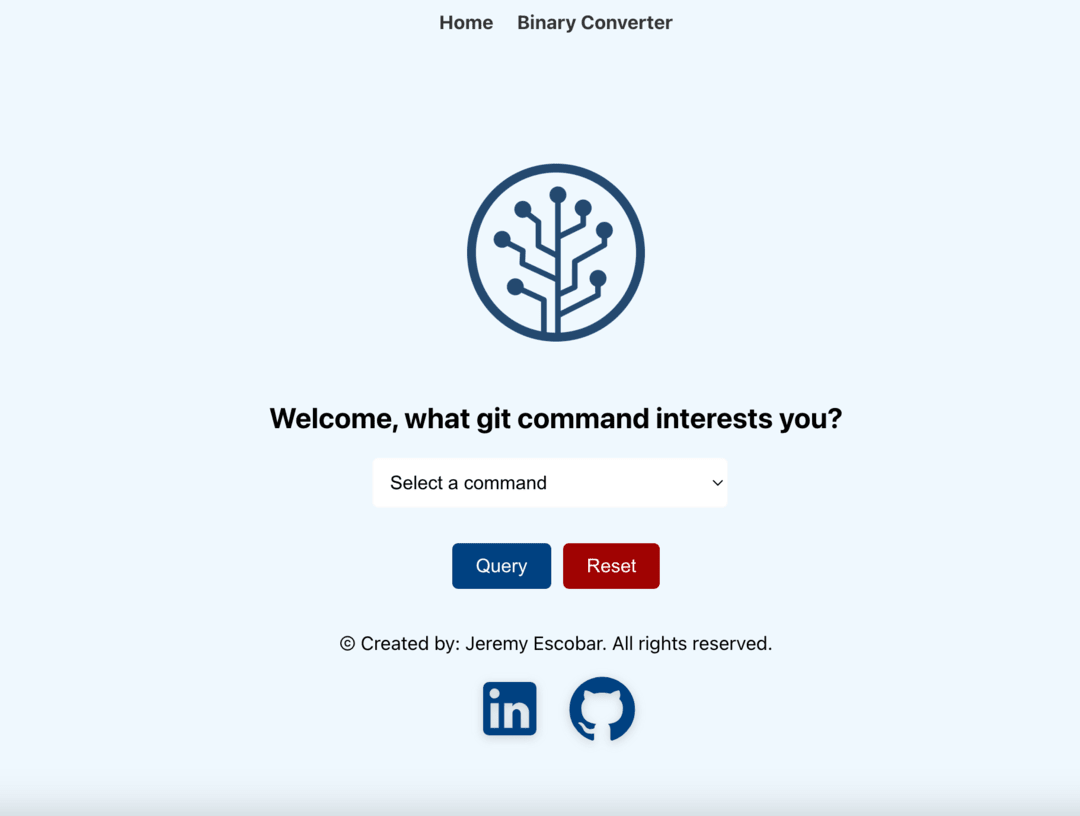 Home Binary Converter
Welcome, what git command interests you?
Select a command
Query Reset
© Created by: Jeremy Escobar. All rights reserved.
in